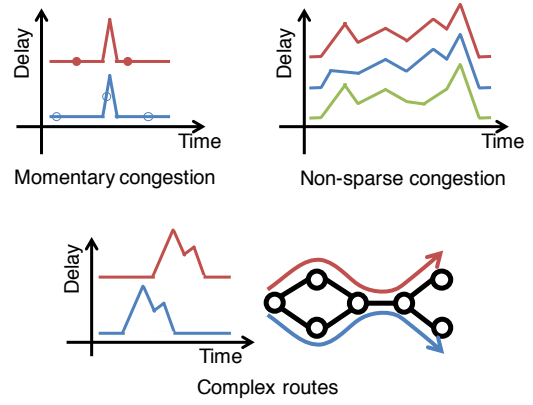 Delay
Time
Momentary congestion
Delay
Time
Non-sparse congestion
Delay
Time
Complex routes